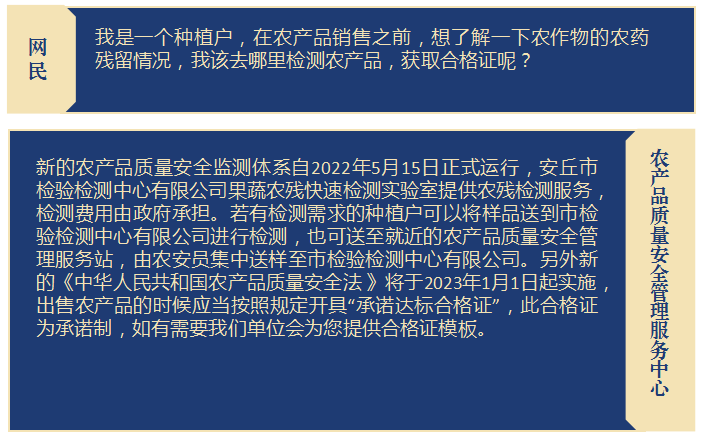 网民
我是一个种植户，在农产品销售之前，想了解一下农作物的农药
残留情况，我该去哪里检测农产品，获取合格证呢？
新的农产品质量安全监测体系自2022年5月15日正式运行，安丘市
检验检测中心有限公司果蔬农残快速检测实验室提供农残检测服务，
检测费用由政府承担。若有检测需求的种植户可以将样品送到市检
验检测中心有限公司进行检测，也可送至就近的农产品质量安全管
理服务站，由农安员集中送样至市检验检测中心有限公司。另外新
的《中华人民共和国农产品质量安全法 》将于2023年1月1日起实施，
出售农产品的时候应当按照规定开具“承诺达标合格证”，此合格证
为承诺制，如有需要我们单位会为您提供合格证模板。
农产品质量安全管理服务中心